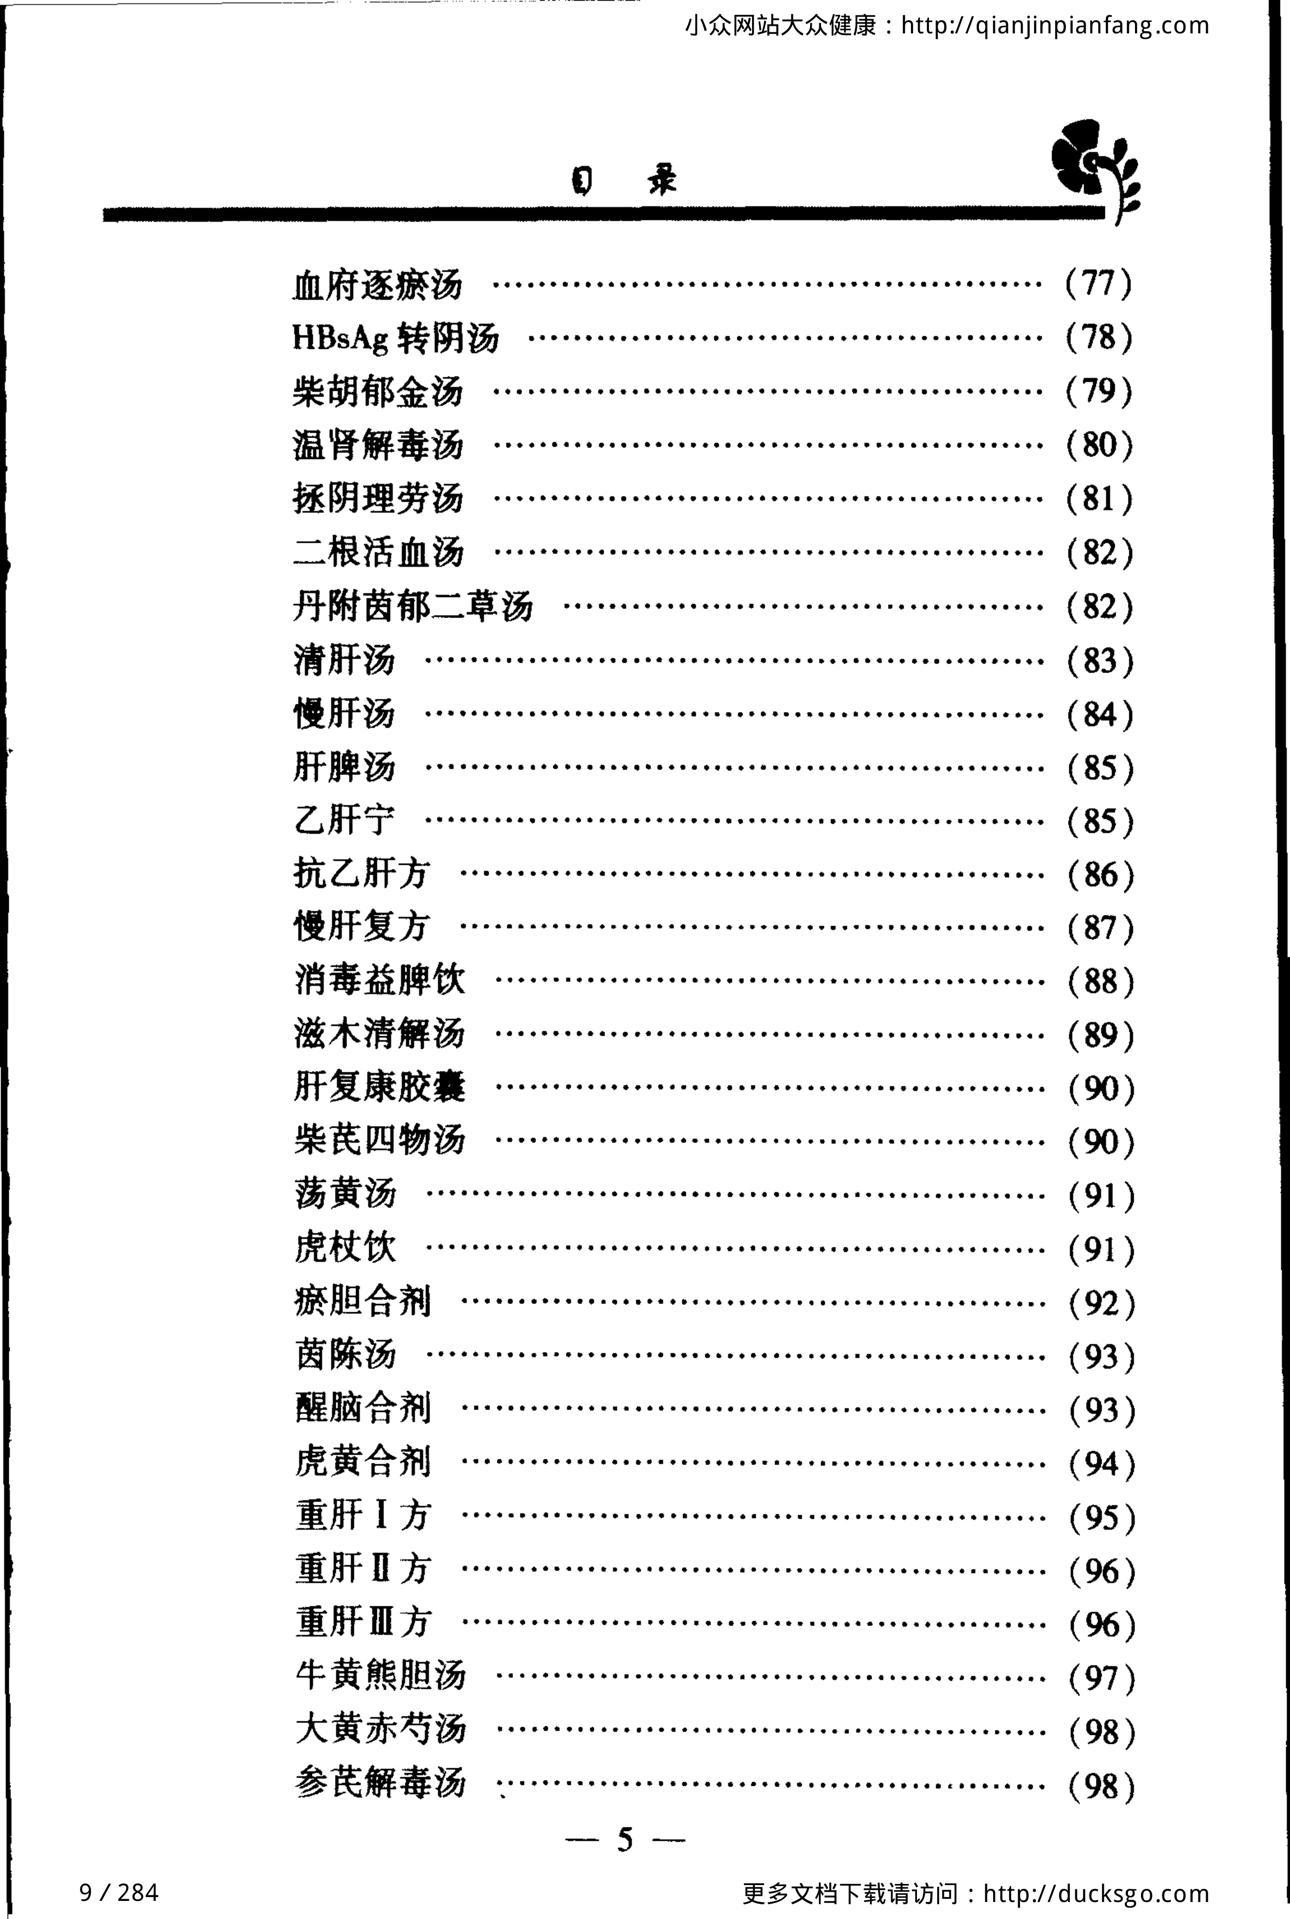 小众网站大众健康：http://qianjinpianfang.com
目 录
血府逐瘀汤 ……………………………………… (77)
HBsAg 转阴汤 ……………………………………… (78)
柴胡郁金汤 ……………………………………… (79)
温肾解毒汤 ……………………………………… (80)
拯阴理劳汤 ……………………………………… (81)
二根活血汤 ……………………………………… (82)
丹附茵郁二草汤 ……………………………………… (82)
清肝汤 ……………………………………… (83)
慢肝汤 ……………………………………… (84)
肝脾汤 ……………………………………… (85)
乙肝宁 ……………………………………… (85)
抗乙肝方 ……………………………………… (86)
慢肝复方 ……………………………………… (87)
消毒益脾饮 ……………………………………… (88)
滋木清解汤 ……………………………………… (89)
肝复康胶囊 ……………………………………… (90)
柴芪四物汤 ……………………………………… (90)
荡黄汤 ……………………………………… (91)
虎杖饮 ……………………………………… (91)
瘀胆合剂 ……………………………………… (92)
茵陈汤 ……………………………………… (93)
醒脑合剂 ……………………………………… (93)
虎黄合剂 ……………………………………… (94)
重肝Ⅰ方 ……………………………………… (95)
重肝Ⅱ方 ……………………………………… (96)
重肝Ⅲ方 ……………………………………… (96)
牛黄熊胆汤 ……………………………………… (97)
大黄赤芍汤 ……………………………………… (98)
参芪解毒汤 ……………………………………… (98)
— 5 —
9 / 284
更多文档下载请访问：http://ducksgo.com